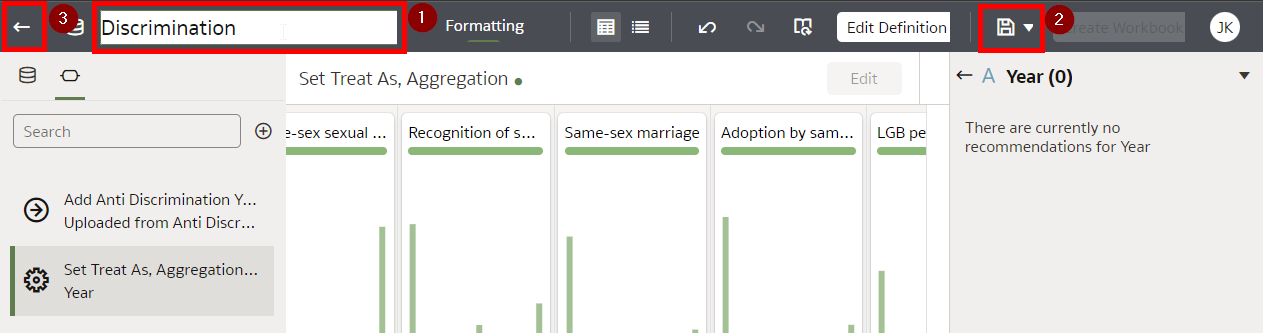 3
Discrimination
1
Formatting
Edit Definition
2
Create Workbook
JK
Set Treat As, Aggregation
Edit
A Year (0)
Search
e-sex sexual ...
Recognition of s...
Same-sex marriage
Adoption by sam...
LGB pe
There are currently no
recommendations for Year
Add Anti Discrimination Y...
Uploaded from Anti Discr...
Set Treat As, Aggregation...
Year